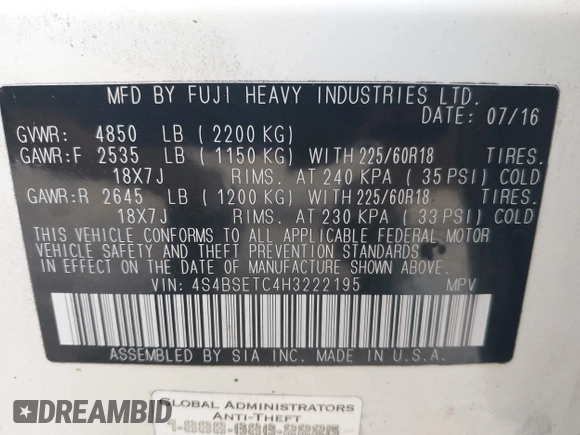 MFD BY FUJI HEAVY INDUSTRIES LTD.
DATE: 07/16
GVWR: 4850 LB (2200 KG)
GAWR:F 2535 LB (1150 KG) WITH 225/60R18 TIRES.
18X7J RIMS. AT 240 KPA (35 PSI) COLD
GAWR:R 2645 LB (1200 KG) WITH 225/60R18 TIRES.
18X7J RIMS. AT 230 KPA (33 PSI) COLD
THIS VEHICLE CONFORMS TO ALL APPLICABLE FEDERAL MOTOR
VEHICLE SAFETY AND THEFT PREVENTION STANDARDS
IN EFFECT ON THE DATE OF MANUFACTURE SHOWN ABOVE.
VIN: 4S4BSETC4H3222195 MPV
ASSEMBLED BY SIA INC. MADE IN U.S.A.
GLOBAL ADMINISTRATORS
ANTI-THEFT
DREAMBID